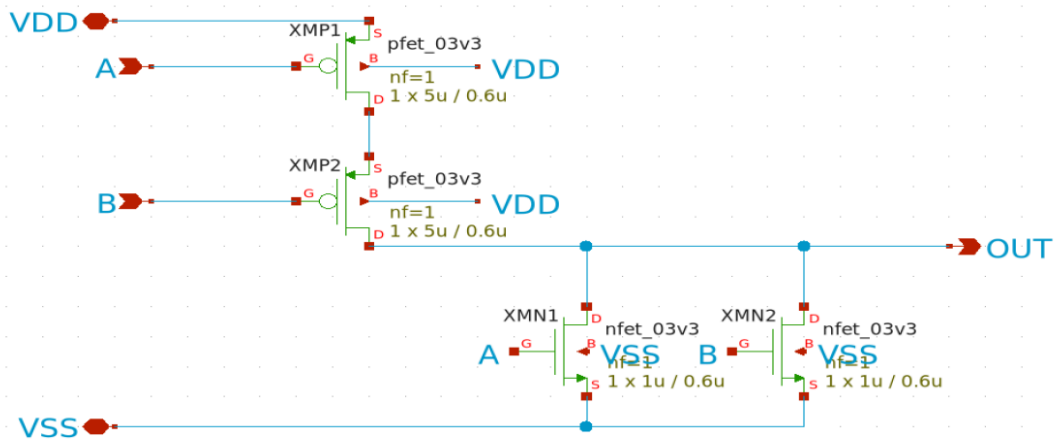 VDD
XMP1
S
pfet_03v3
A
G
B
VDD
nf=1
1 x 5u / 0.6u
D
XMP2
S
pfet_03v3
B
G
B
VDD
nf=1
1 x 5u / 0.6u
D
OUT
XMN1
D
nfet_03v3
A
G
B
VSS
nf=1
1 x 1u / 0.6u
S
XMN2
D
nfet_03v3
B
G
B
VSS
nf=1
1 x 1u / 0.6u
S
VSS